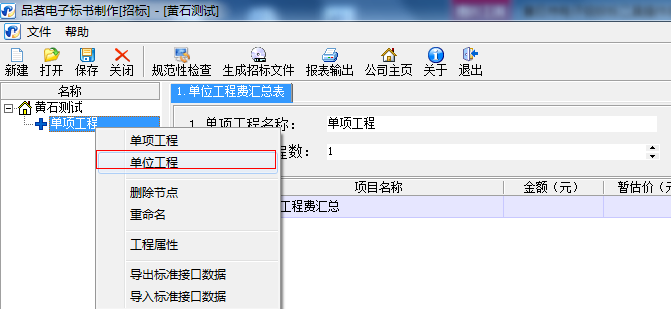 品茗电子标书制作[招标] - [黄石测试]
文件 帮助
新建 打开 保存 关闭 规范性检查 生成招标文件 报表输出 公司主页 关于 退出
名称
1.单位工程费汇总表
黄石测试
单项工程
1 单项工程名称： 单项工程
程数： 1
项目名称 金额（元） 暂估价（元
工程费汇总
单项工程
单位工程
删除节点
重命名
工程属性
导出标准接口数据
导入标准接口数据